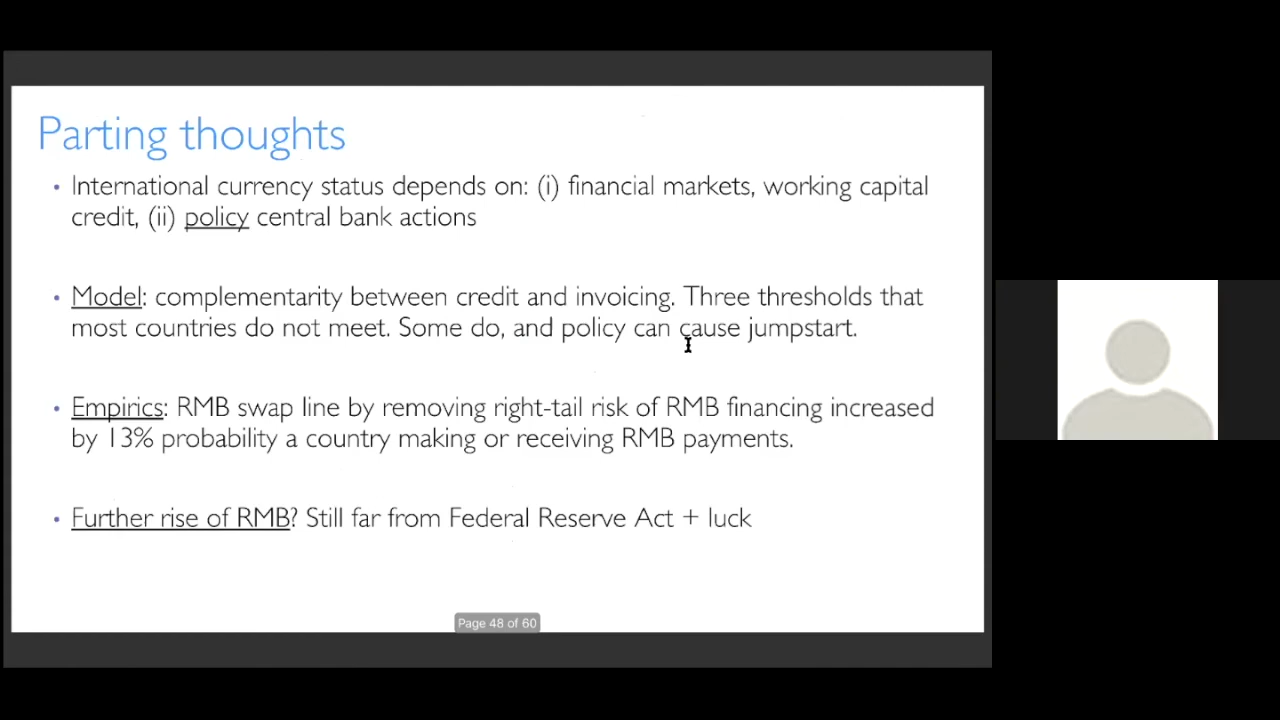 Parting thoughts
• International currency status depends on: (i) financial markets, working capital
credit, (ii) policy central bank actions
• Model: complementarity between credit and invoicing. Three thresholds that
most countries do not meet. Some do, and policy can cause jumpstart.
• Empirics: RMB swap line by removing right-tail risk of RMB financing increased
by 13% probability a country making or receiving RMB payments.
• Further rise of RMB? Still far from Federal Reserve Act + luck
Page 48 of 60